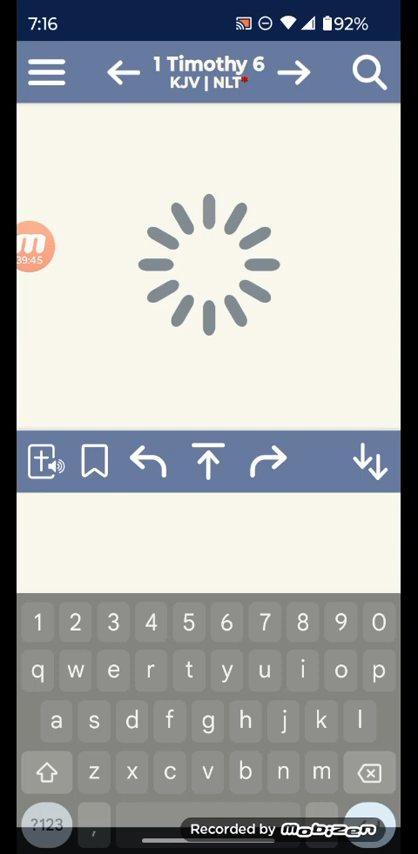 7:16
92%
1 Timothy 6
KJV | NLT*
m
39:45
1 2 3 4 5 6 7 8 9 0
q w e r t y u i o p
a s d f g h j k l
z x c v b n m
?123 ,
Recorded by Mobizen